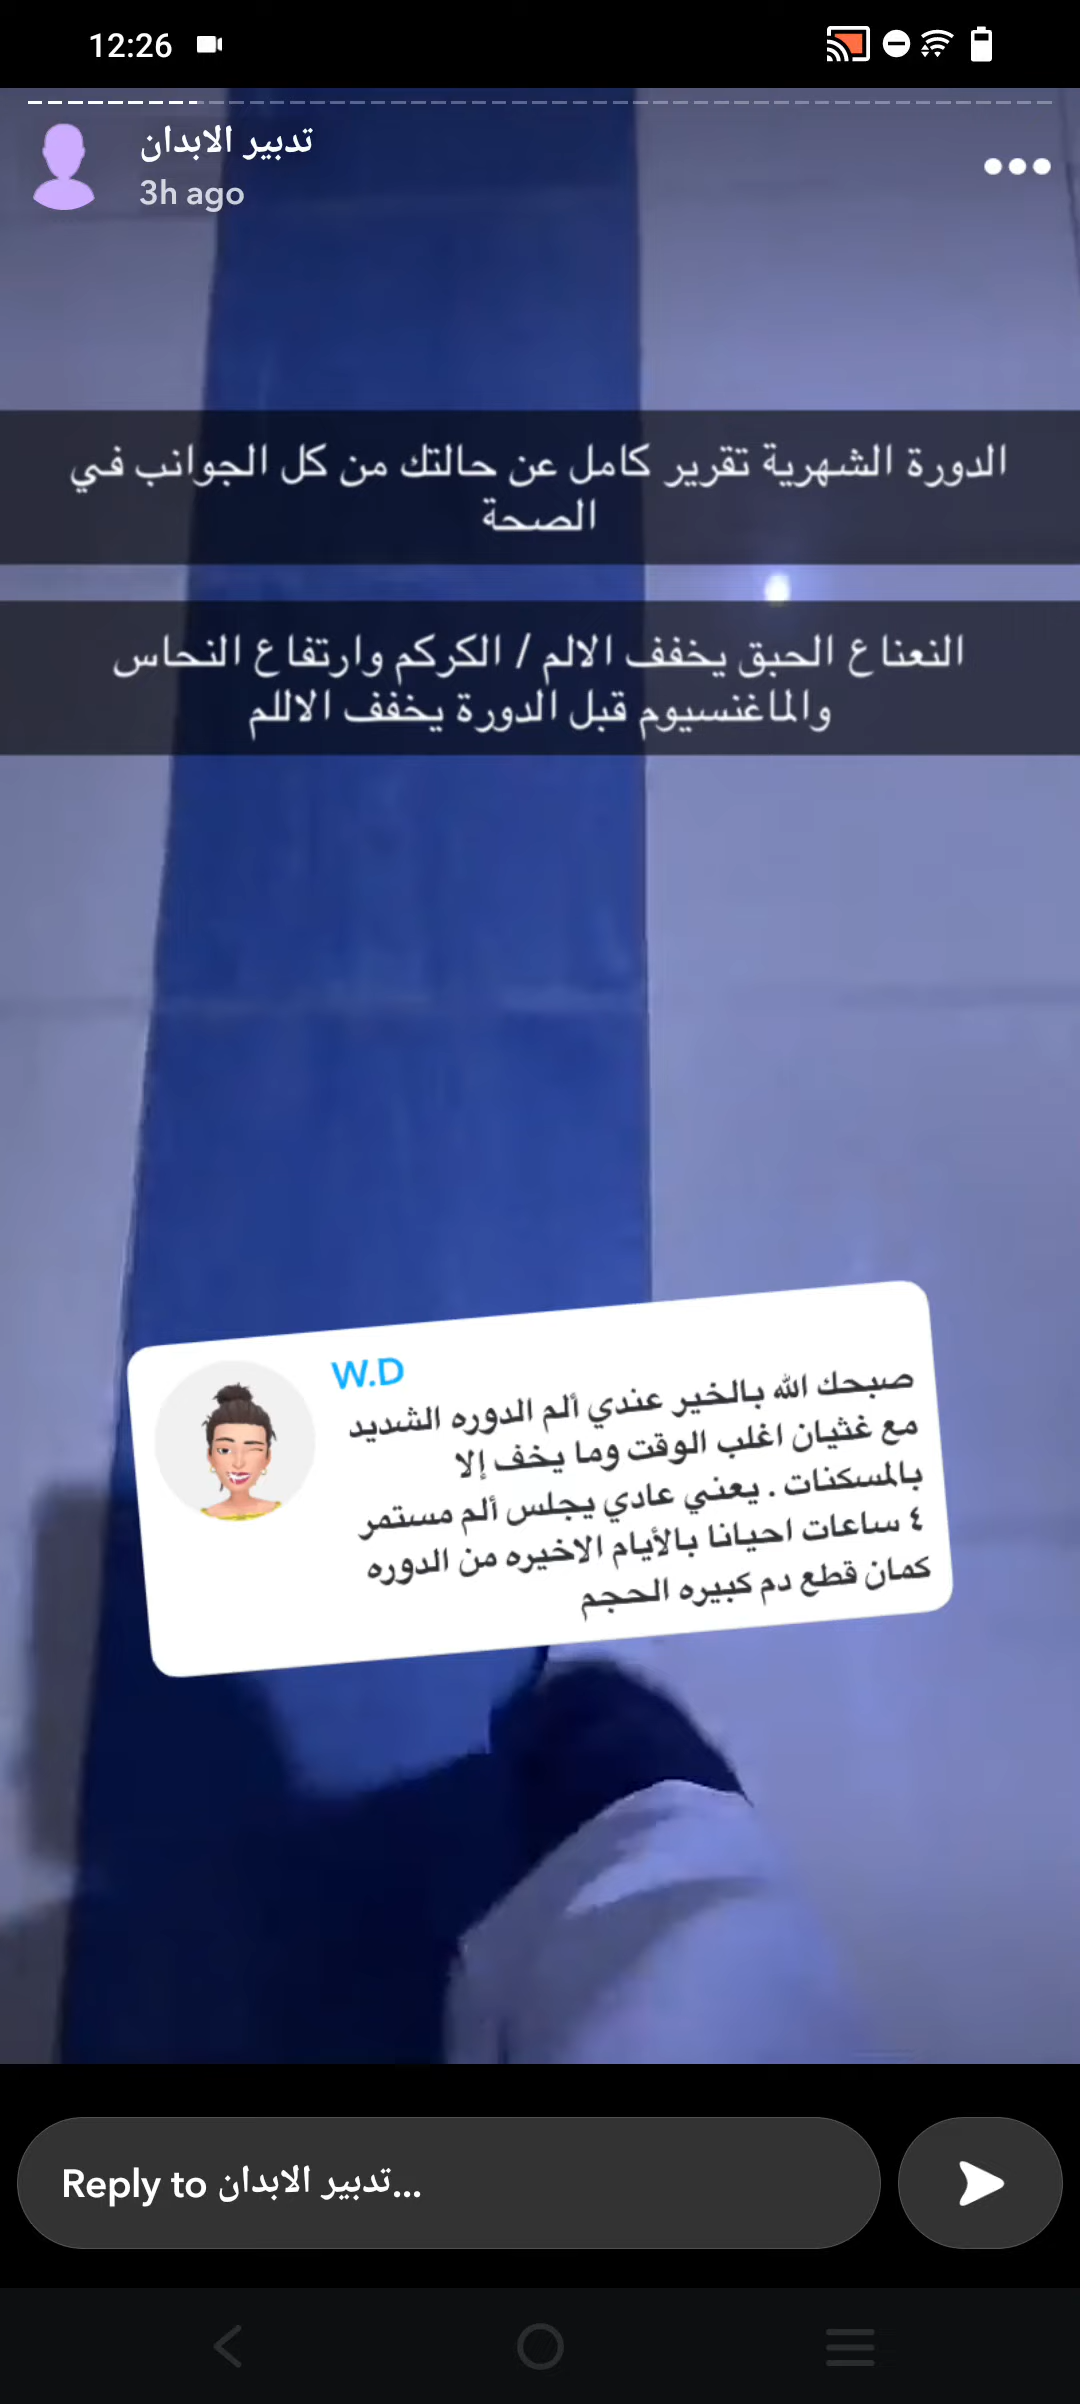 12:26
تدبير الابدان
3h ago
الدورة الشهرية تقرير كامل عن حالتك من كل الجوانب في
الصحة
النعناع الحبق يخفف الالم / الكركم وارتفاع النحاس
والماغنسيوم قبل الدورة يخفف الاللم
W.D
صبحك الله بالخير عندي ألم الدوره الشديد
مع غثيان اغلب الوقت وما يخف إلا
بالمسكنات . يعني عادي يجلس ألم مستمر
٤ ساعات احيانا بالأيام الاخيره من الدوره
كمان قطع دم كبيره الحجم
Reply to تدبير الابدان...